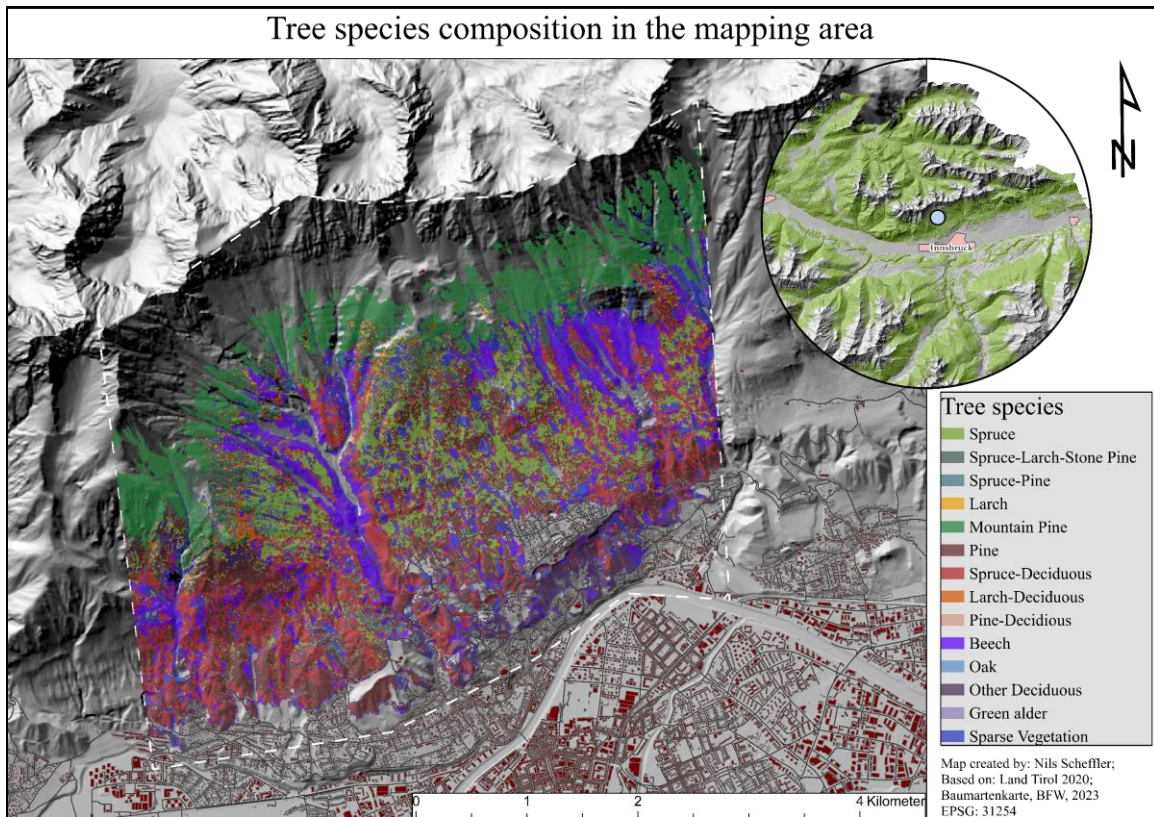 Tree species composition in the mapping area
N
Innsbruck
Tree species
Spruce
Spruce-Larch-Stone Pine
Spruce-Pine
Larch
Mountain Pine
Pine
Spruce-Deciduous
Larch-Deciduous
Pine-Decidious
Beech
Oak
Other Deciduous
Green alder
Sparse Vegetation
Map created by: Nils Scheffler;
Based on: Land Tirol 2020;
Baumartenkarte, BFW, 2023
EPSG: 31254
0 1 2 4 Kilometer